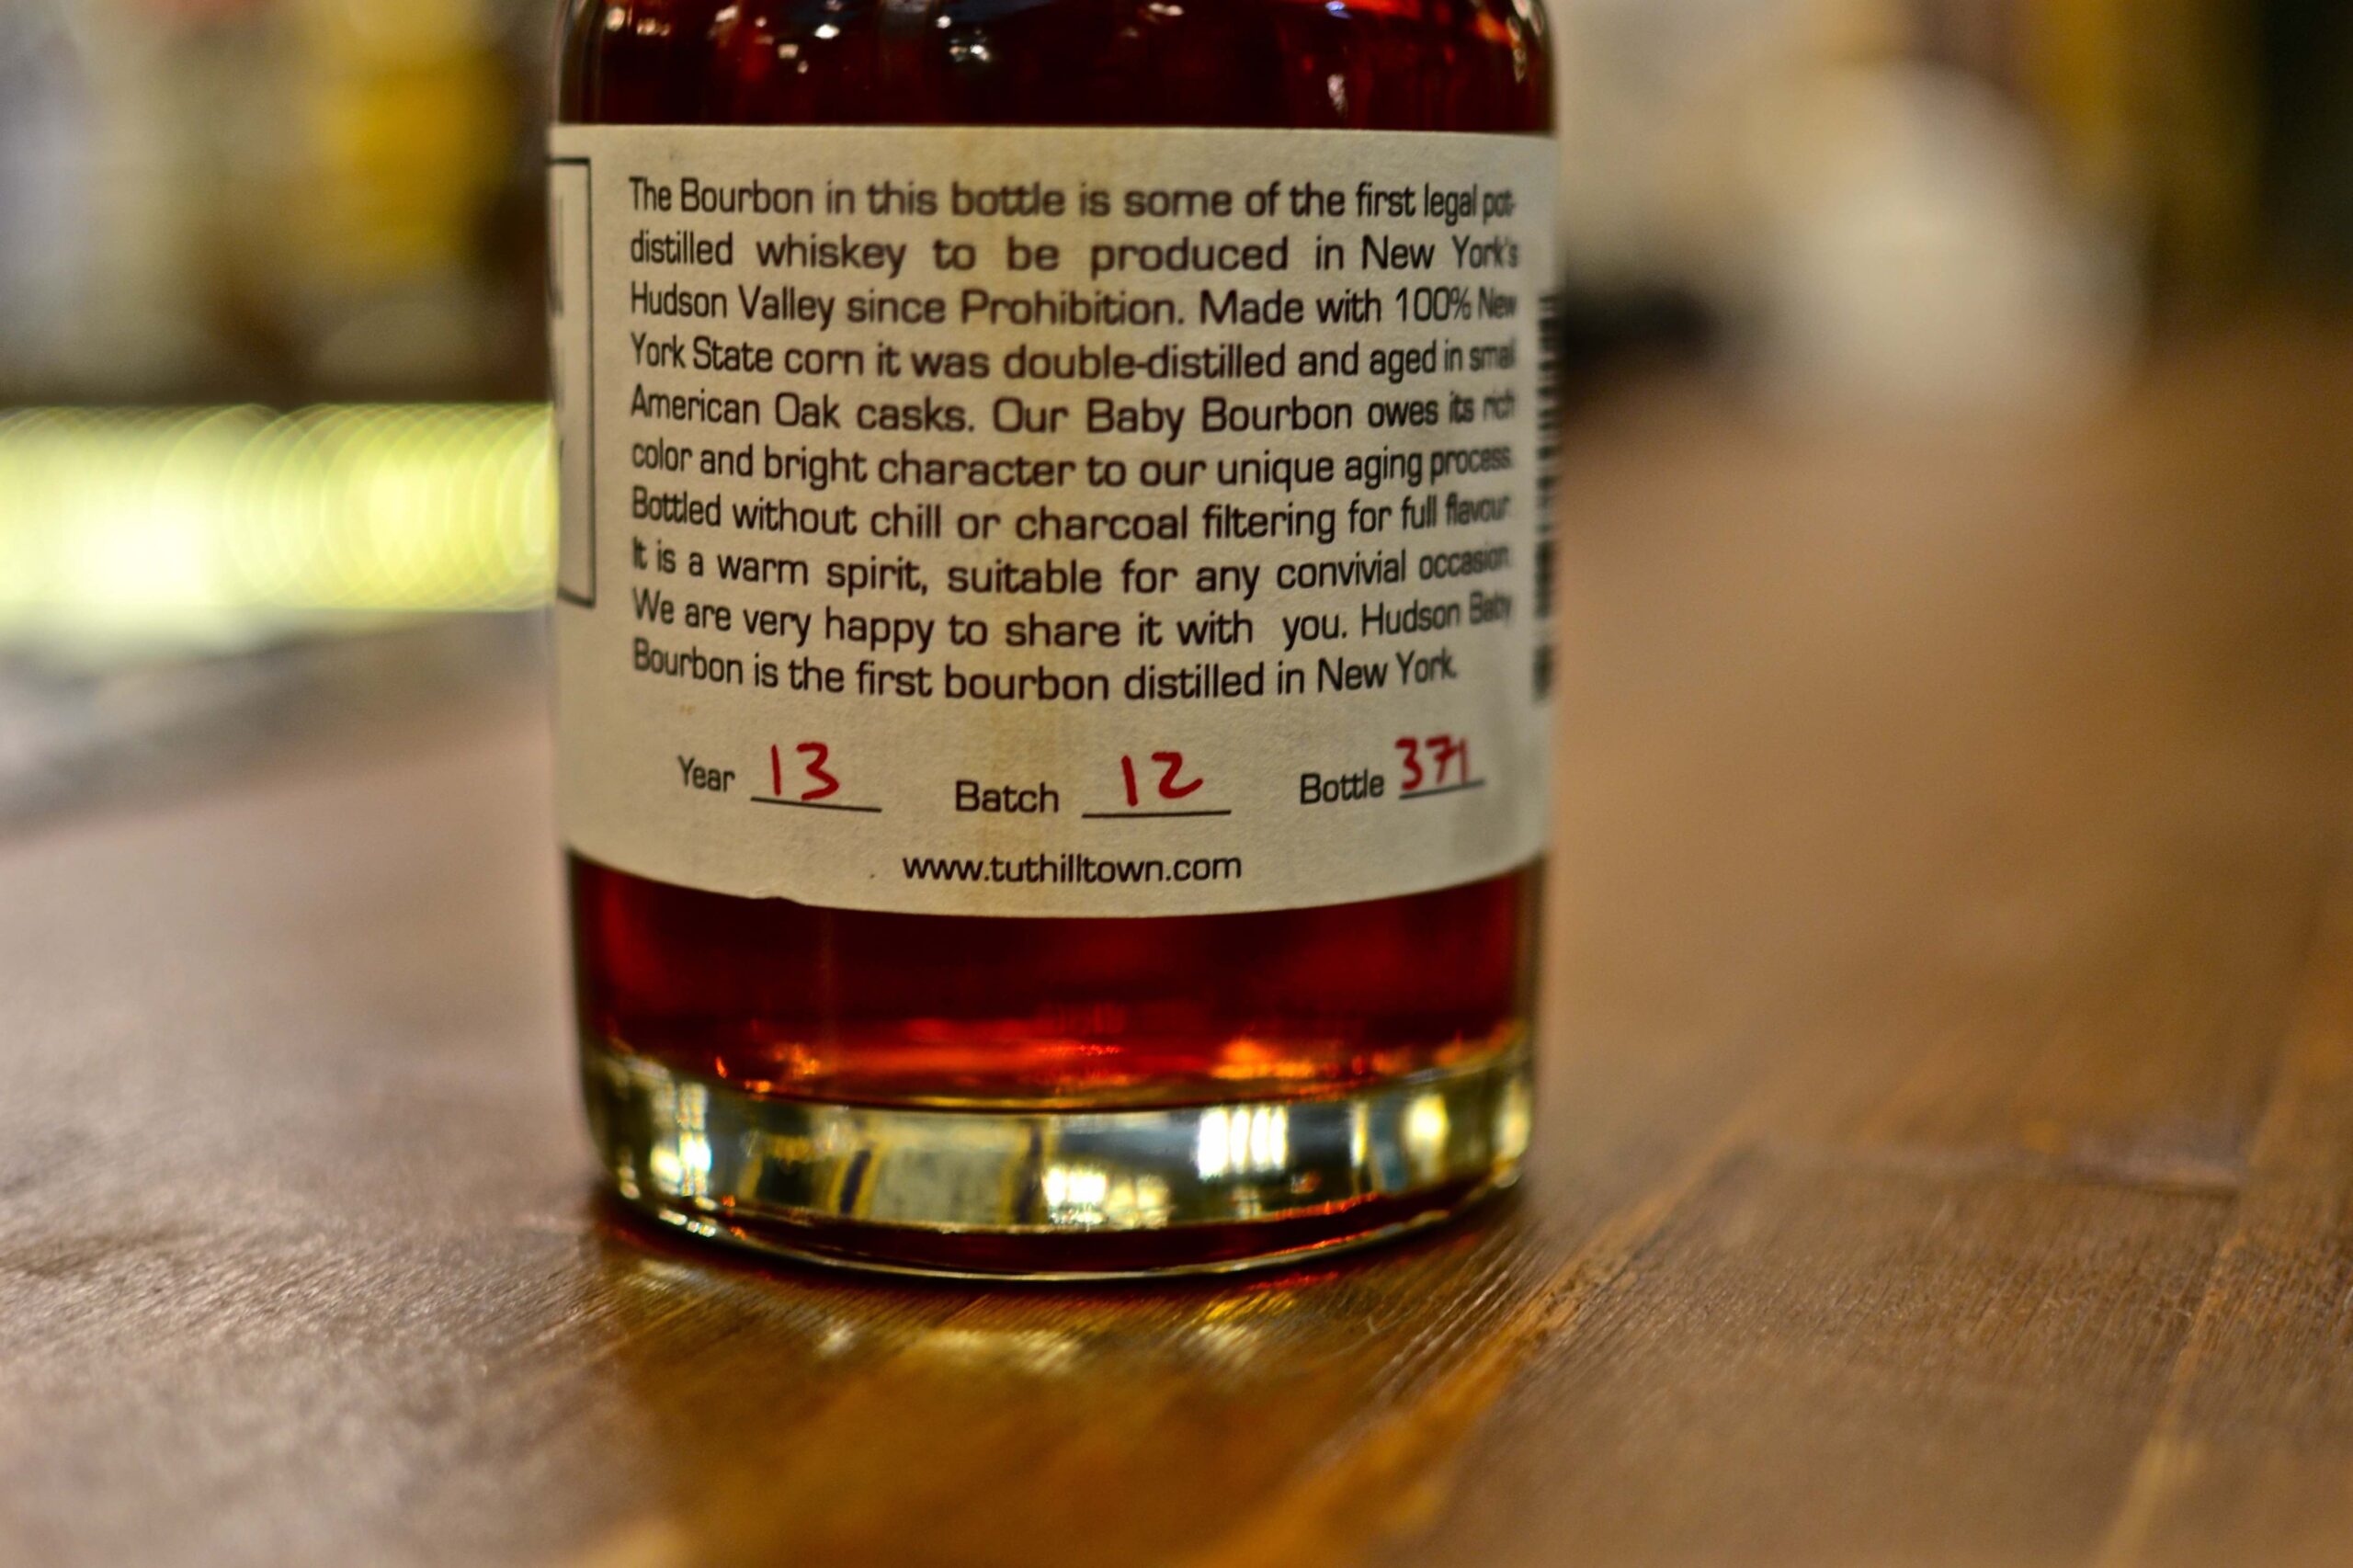 The Bourbon in this bottle is some of the first legal pot-
distilled whiskey to be produced in New York's
Hudson Valley since Prohibition. Made with 100% New
York State corn it was double-distilled and aged in small
American Oak casks. Our Baby Bourbon owes its rich
color and bright character to our unique aging process.
Bottled without chill or charcoal filtering for full flavour.
It is a warm spirit, suitable for any convivial occasion.
We are very happy to share it with you. Hudson Baby
Bourbon is the first bourbon distilled in New York.
Year 13 Batch 12 Bottle 371
www.tuthilltown.com